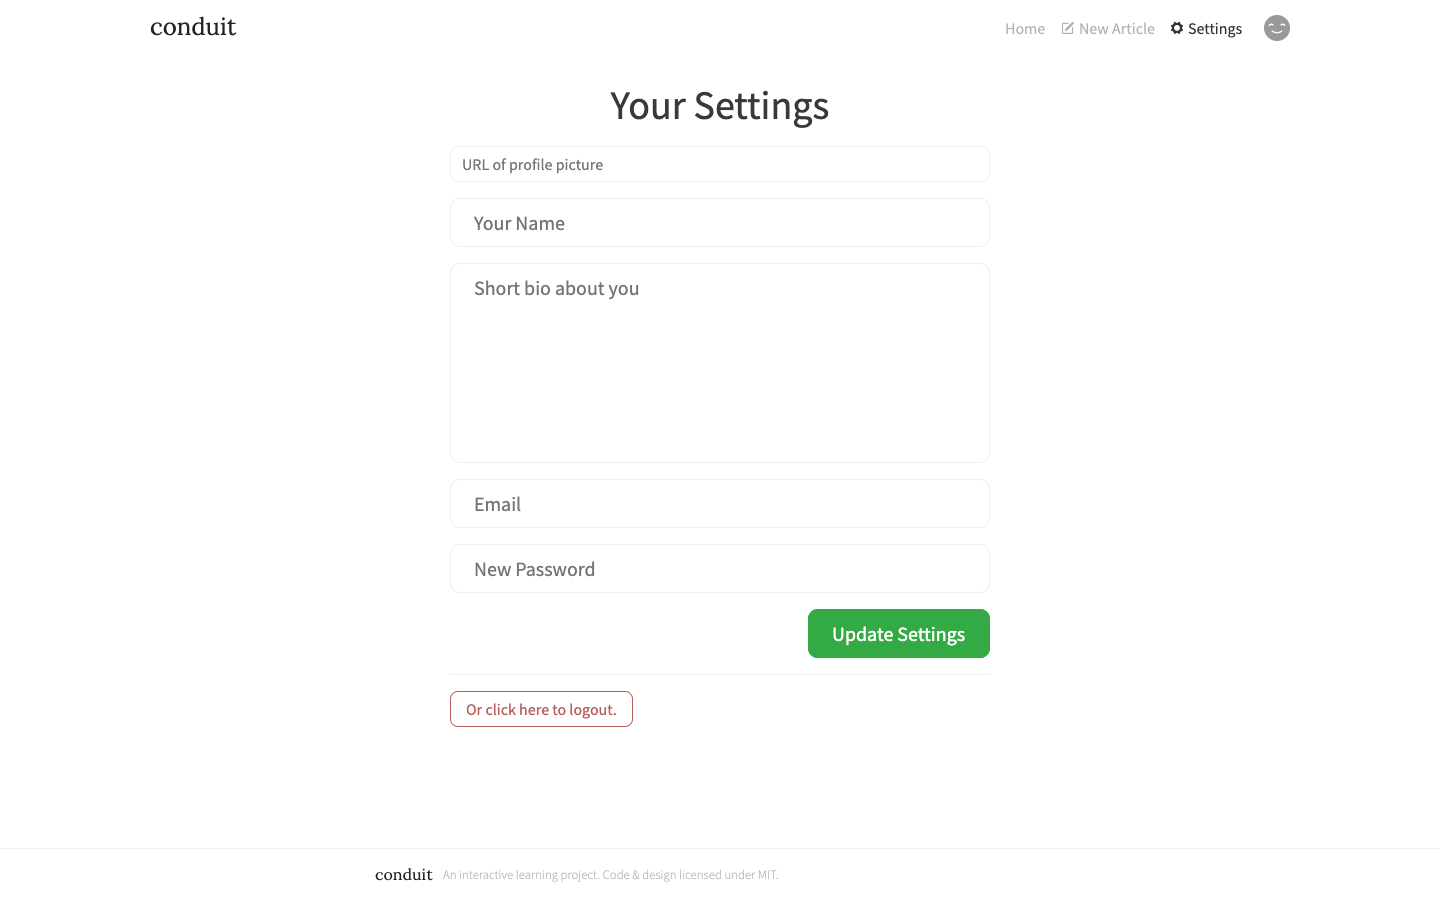 conduit
Home New Article Settings
Your Settings
URL of profile picture
Your Name
Short bio about you
Email
New Password
Update Settings
Or click here to logout.
conduit An interactive learning project. Code & design licensed under MIT.